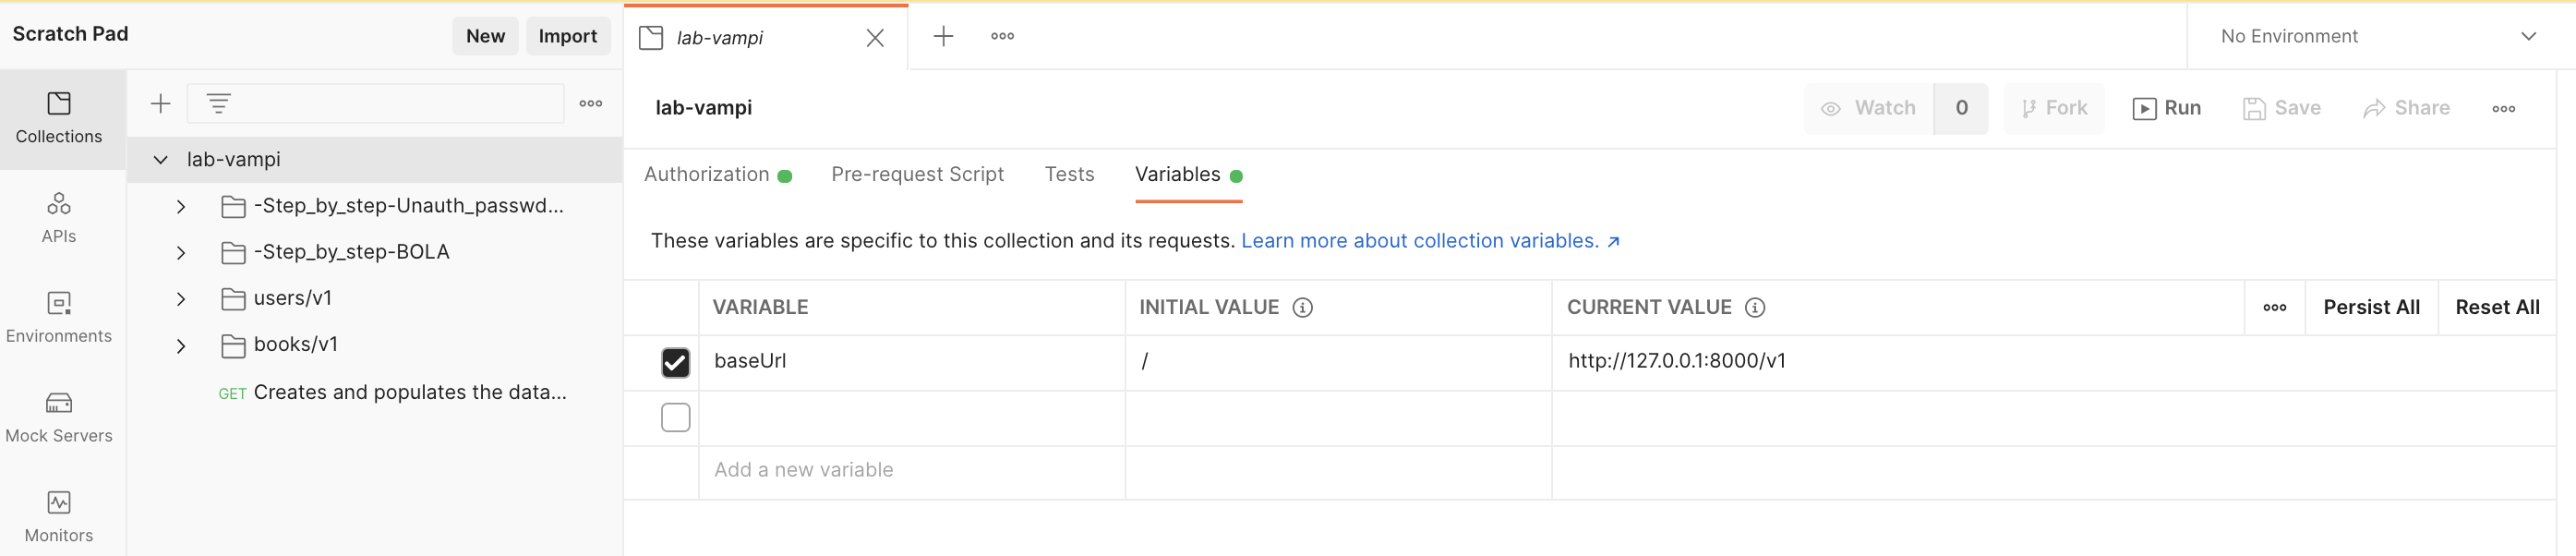 Scratch Pad
New
Import
lab-vampi
No Environment
Collections
APIs
Environments
Mock Servers
Monitors
lab-vampi
-Step_by_step-Unauth_passwd...
-Step_by_step-BOLA
users/v1
books/v1
GET Creates and populates the data...
lab-vampi
Watch 0
Fork
Run
Save
Share
Authorization
Pre-request Script
Tests
Variables
These variables are specific to this collection and its requests. Learn more about collection variables. ↗
VARIABLE
INITIAL VALUE
CURRENT VALUE
Persist All
Reset All
baseUrl
/
http://127.0.0.1:8000/v1
Add a new variable